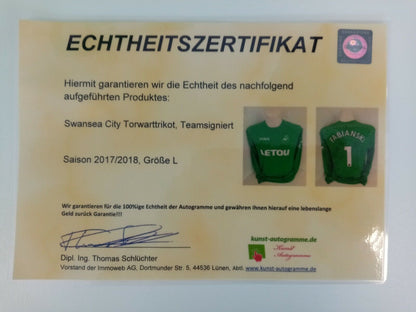 ECHTHEITSZERTIFIKAT
Hiermit garantieren wir die Echtheit des nachfolgend
aufgeführten Produktes:
Swansea City Torwarttrikot, Teamsigniert
LETOU
FABIANSKI
1
Saison 2017/2018, Größe L
Wir garantieren für die 100%ige Echtheit der Autogramme und gewähren Ihnen hierauf eine lebenslange
Geld zurück Garantie!!!
kunst-autogramme.de
Kunst
Autogramme
Dipl. Ing. Thomas Schlüchter
Vorstand der Immoweb AG, Dortmunder Str. 5, 44536 Lünen, Abtl. www.kunst-autogramme.de